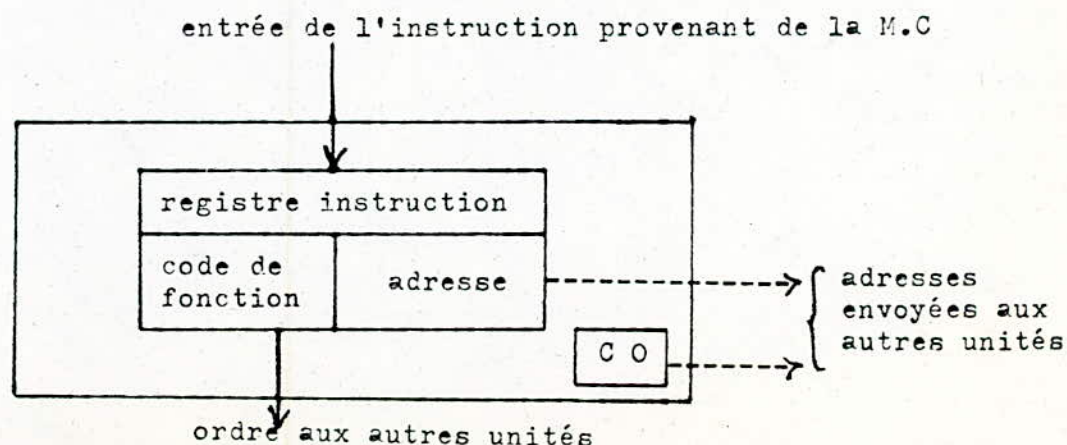 entrée de l'instruction provenant de la M.C
registre instruction
code de
fonction
adresse
adresses
envoyées aux
autres unités
C O
ordre aux autres unités